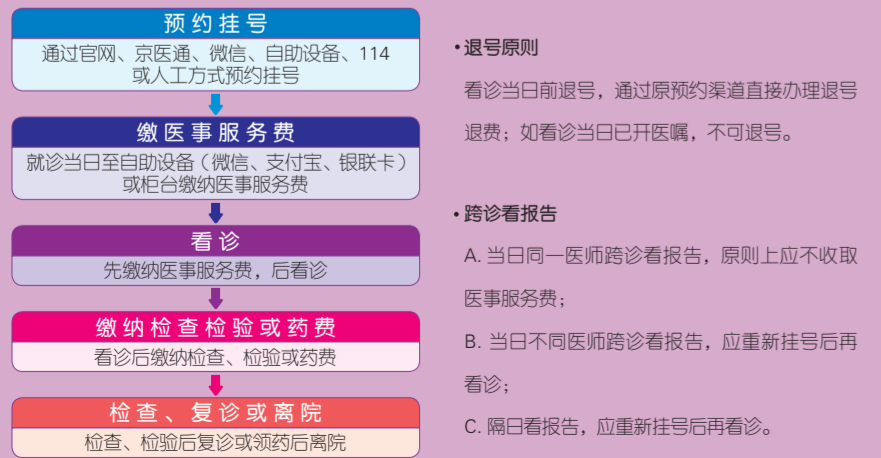 预约挂号
通过官网、京医通、微信、自助设备、114
或人工方式预约挂号
缴医事服务费
就诊当日至自助设备（微信、支付宝、银联卡）
或柜台缴纳医事服务费
看诊
先缴纳医事服务费，后看诊
缴纳检查检验或药费
看诊后缴纳检查、检验或药费
检查、复诊或离院
检查、检验后复诊或领药后离院
•退号原则
看诊当日前退号，通过原预约渠道直接办理退号
退费；如看诊当日已开医嘱，不可退号。
•跨诊看报告
A. 当日同一医师跨诊看报告，原则上应不收取
医事服务费；
B. 当日不同医师跨诊看报告，应重新挂号后再
看诊；
C. 隔日看报告，应重新挂号后再看诊。